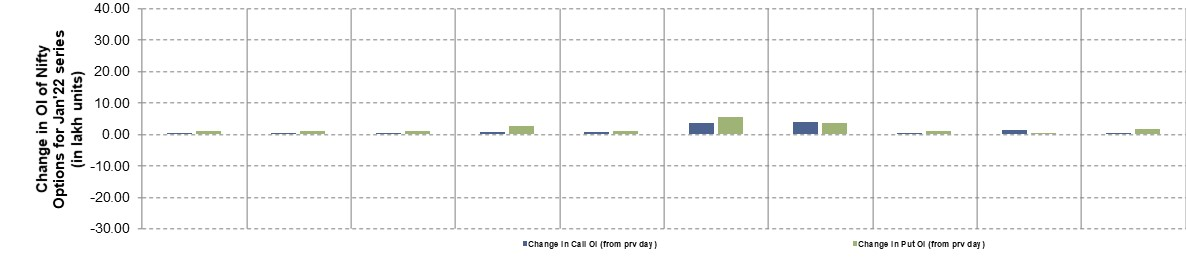 Change in OI of Nifty
Options for Jan'22 series
(in lakh units)
40.00
30.00
20.00
10.00
0.00
-10.00
-20.00
-30.00
Change in Call OI (from prv day)
Change in Put OI (from prv day)